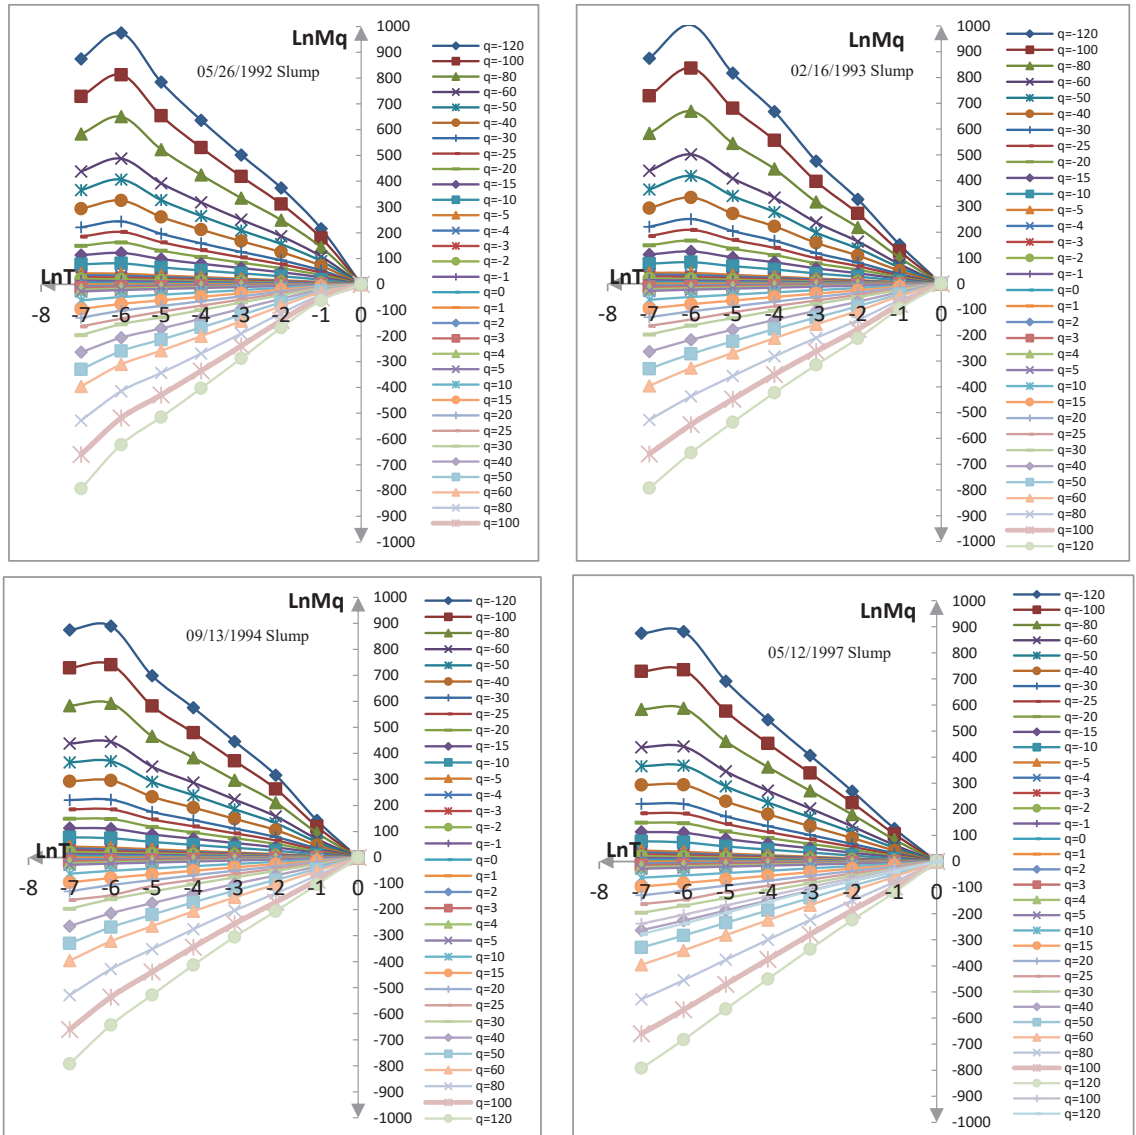 LnMq
05/26/1992 Slump
LnT
-8 -7 -6 -5 -4 -3 -2 -1 0
1000
900
800
700
600
500
400
300
200
100
0
-100
-200
-300
-400
-500
-600
-700
-800
-900
-1000
q=-120
q=-100
q=-80
q=-60
q=-50
q=-40
q=-30
q=-25
q=-20
q=-15
q=-10
q=-5
q=-4
q=-3
q=-2
q=-1
q=0
q=1
q=2
q=3
q=4
q=5
q=10
q=15
q=20
q=25
q=30
q=40
q=50
q=60
q=80
q=100
LnMq
02/16/1993 Slump
LnT
-8 -7 -6 -5 -4 -3 -2 -1 0
1000
900
800
700
600
500
400
300
200
100
0
-100
-200
-300
-400
-500
-600
-700
-800
-900
-1000
q=-120
q=-100
q=-80
q=-60
q=-50
q=-40
q=-30
q=-25
q=-20
q=-15
q=-10
q=-5
q=-4
q=-3
q=-2
q=-1
q=0
q=1
q=2
q=3
q=4
q=5
q=10
q=15
q=20
q=25
q=30
q=40
q=50
q=60
q=80
q=100
q=120
LnMq
09/13/1994 Slump
LnT
-8 -7 -6 -5 -4 -3 -2 -1 0
1000
900
800
700
600
500
400
300
200
100
0
-100
-200
-300
-400
-500
-600
-700
-800
-900
-1000
q=-120
q=-100
q=-80
q=-60
q=-50
q=-40
q=-30
q=-25
q=-20
q=-15
q=-10
q=-5
q=-4
q=-3
q=-2
q=-1
q=0
q=1
q=2
q=3
q=4
q=5
q=10
q=15
q=20
q=25
q=30
q=40
q=50
q=60
q=80
q=100
q=120
LnMq
05/12/1997 Slump
LnT
-8 -7 -6 -5 -4 -3 -2 -1 0
1000
900
800
700
600
500
400
300
200
100
0
-100
-200
-300
-400
-500
-600
-700
-800
-900
-1000
q=-120
q=-100
q=-80
q=-60
q=-50
q=-40
q=-30
q=-25
q=-20
q=-15
q=-10
q=-5
q=-4
q=-3
q=-2
q=-1
q=0
q=1
q=2
q=3
q=4
q=5
q=10
q=15
q=20
q=25
q=30
q=40
q=50
q=60
q=80
q=100
q=120
q=100
q=120